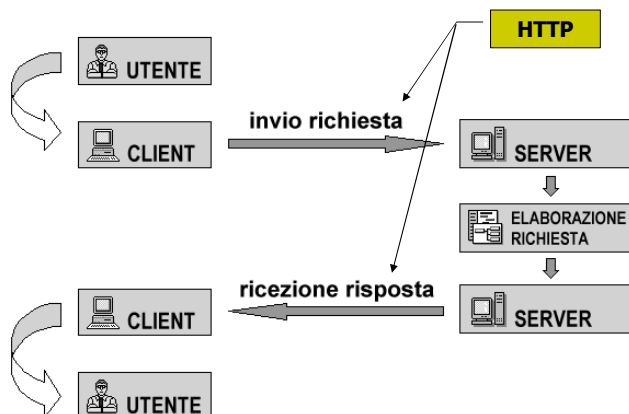 HTTP
UTENTE
invio richiesta
CLIENT
SERVER
ELABORAZIONE
RICHIESTA
ricezione risposta
CLIENT
SERVER
UTENTE